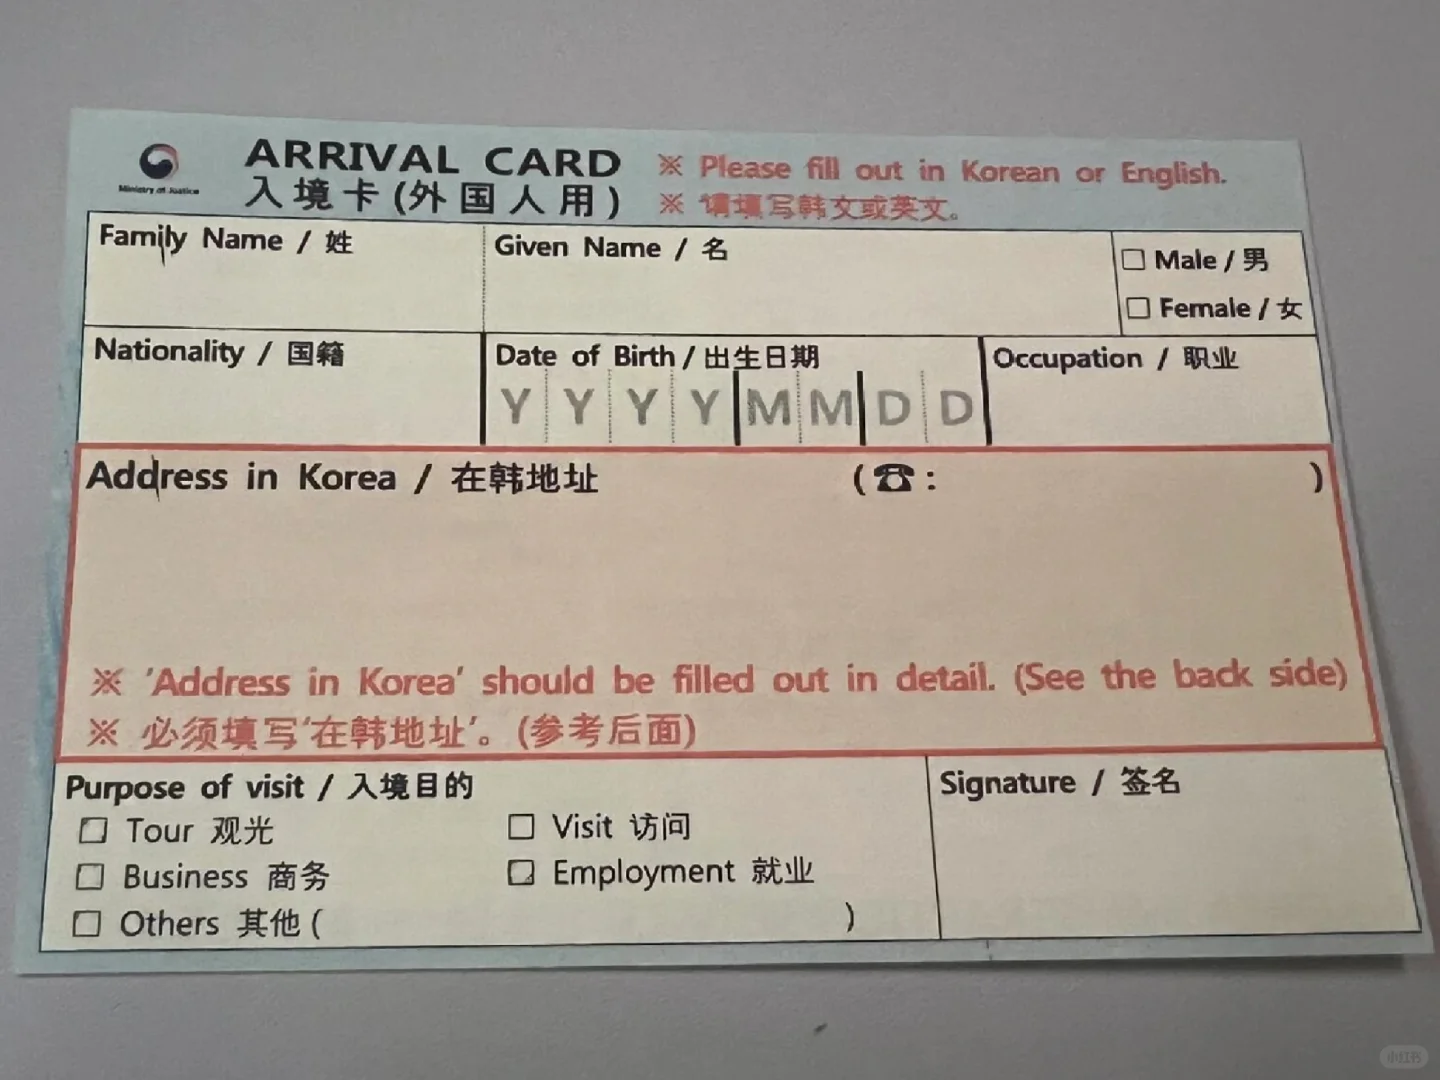 Ministry of Justice
ARRIVAL CARD
入境卡(外国人用)
※ Please fill out in Korean or English.
※ 请填写韩文或英文。
Family Name / 姓
Given Name / 名
□ Male / 男
□ Female / 女
Nationality / 国籍
Date of Birth / 出生日期
Y Y Y Y M M D D
Occupation / 职业
Address in Korea / 在韩地址 (☎: )
※ 'Address in Korea' should be filled out in detail. (See the back side)
※ 必须填写'在韩地址'。(参考后面)
Purpose of visit / 入境目的
□ Tour 观光 □ Visit 访问
□ Business 商务 □ Employment 就业
□ Others 其他 ( )
Signature / 签名
小红书